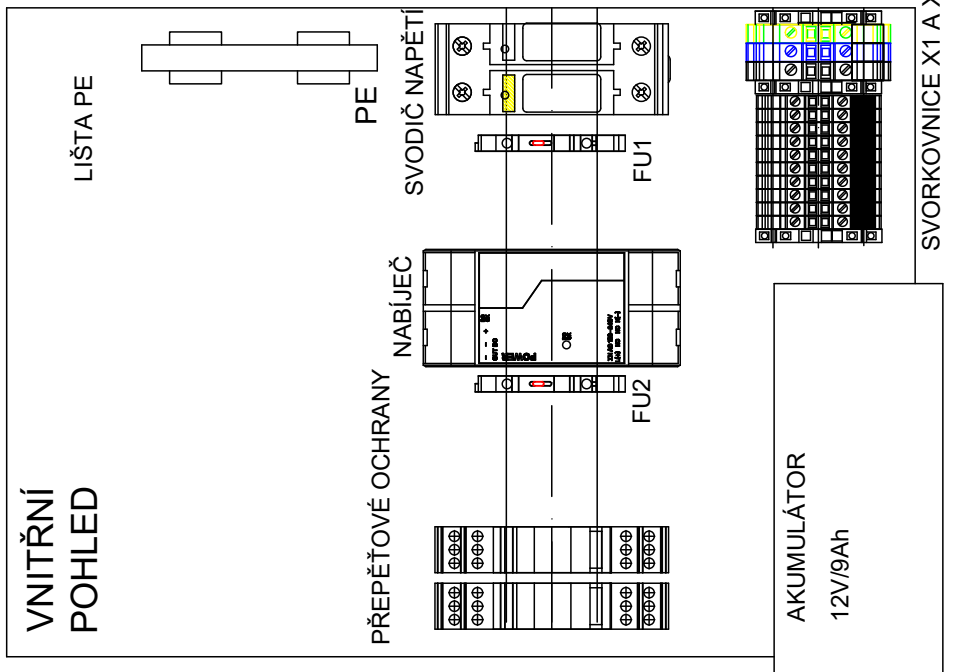 VNITŘNÍ
POHLED
LIŠTA PE
PE
SVODIČ NAPĚTÍ
FU1
NABÍJEČ
POWER
FU2
PŘEPĚŤOVÉ OCHRANY
SVORKOVNICE X1 A X
AKUMULÁTOR
12V/9Ah